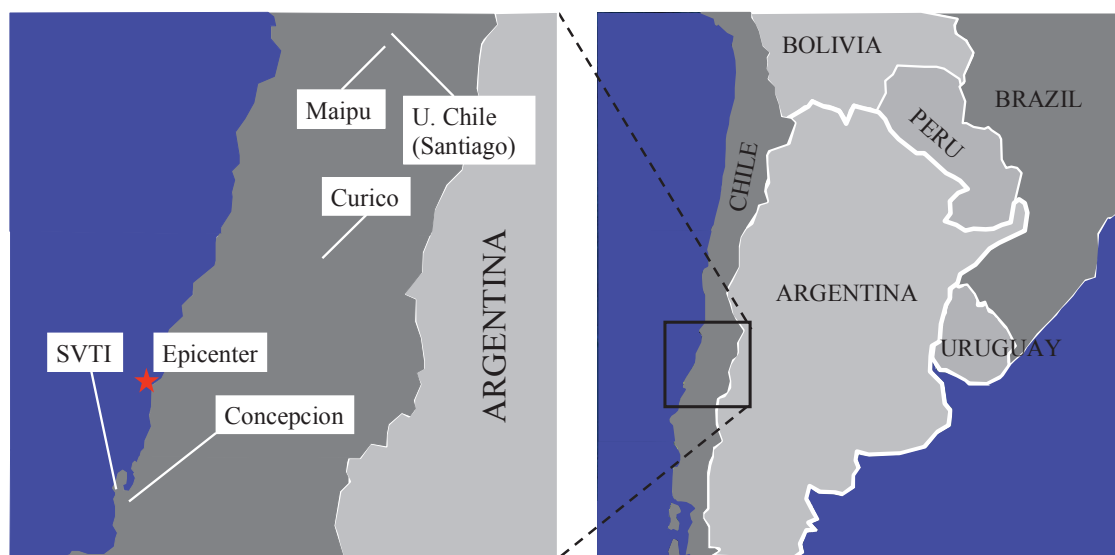 Maipu
U. Chile
(Santiago)
Curico
ARGENTINA
SVTI
Epicenter
Concepcion
BOLIVIA
BRAZIL
PERU
CHILE
ARGENTINA
URUGUAY